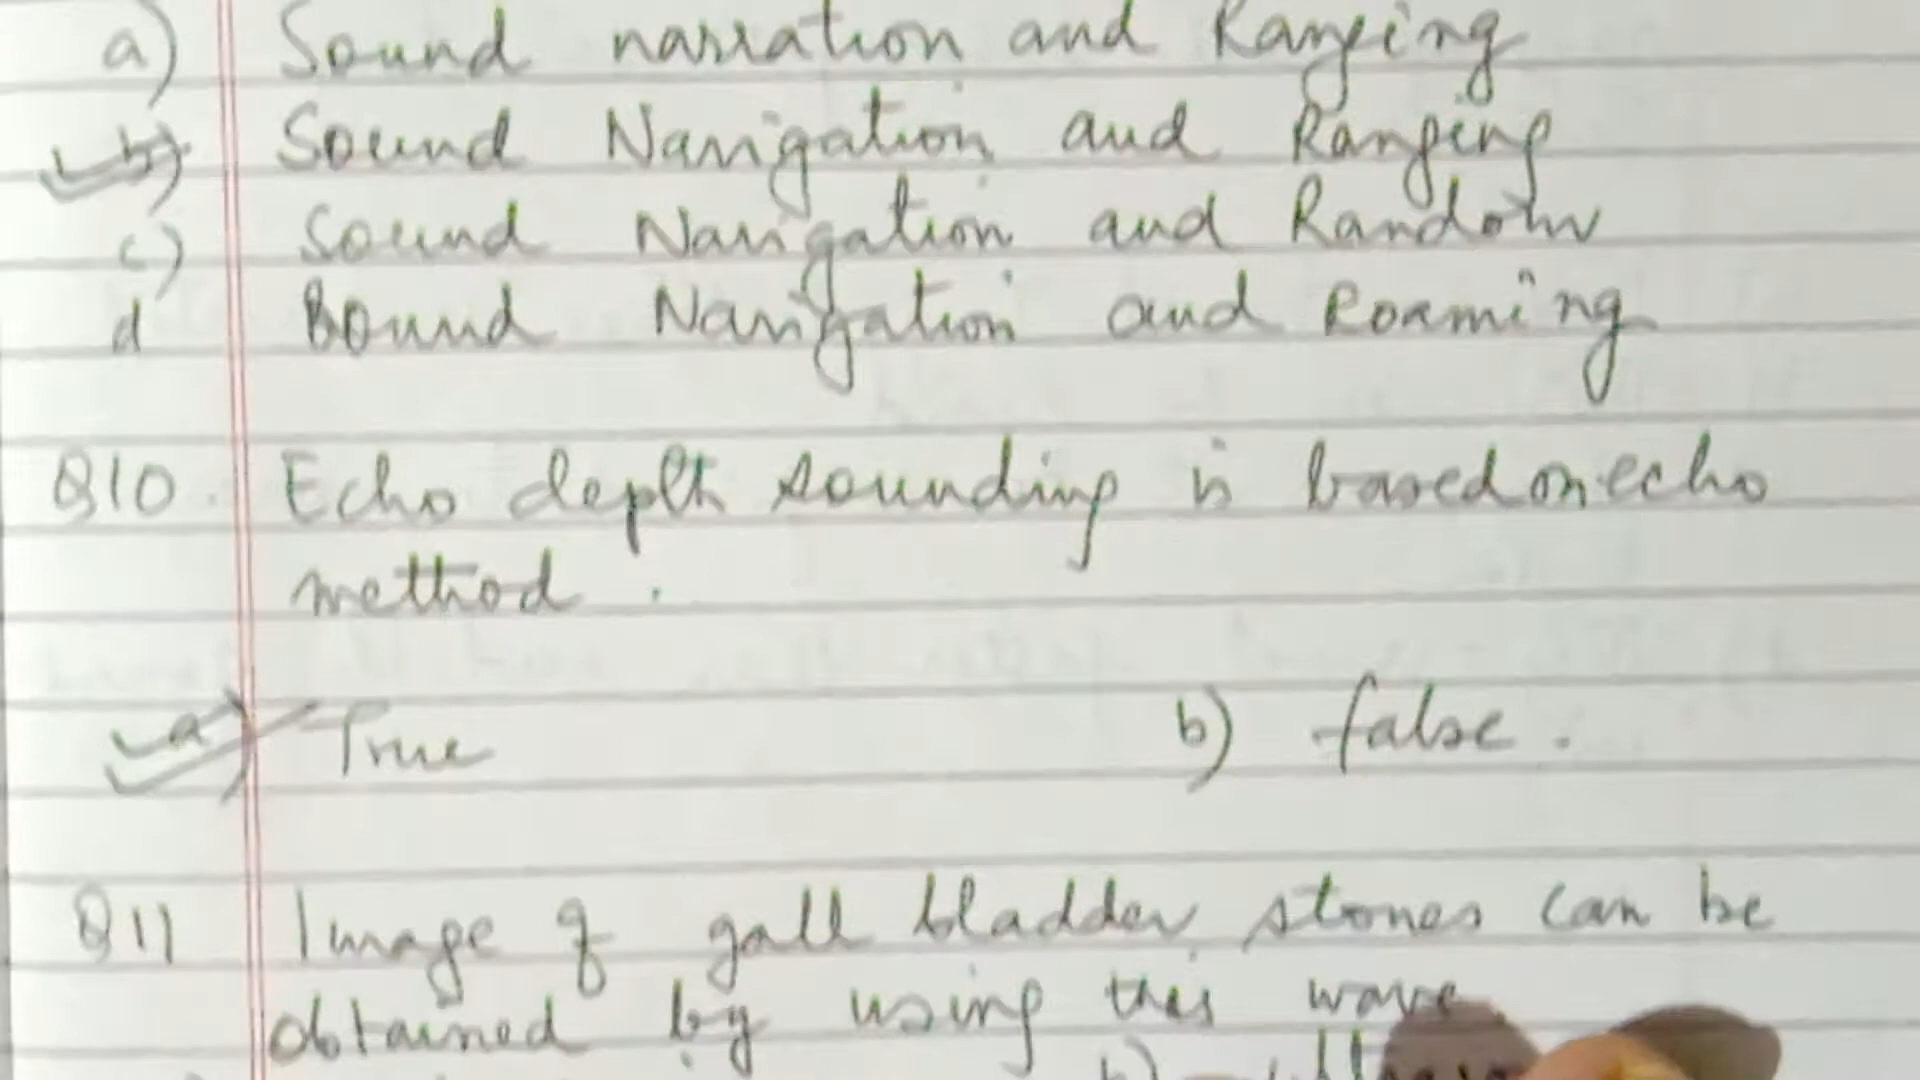 a) Sound narration and Ranging
b) Sound Navigation and Ranging
c) Sound Navigation and Random
d Bound Navigation and Roaming
Q10. Echo depth sounding is based on echo
method.
a) True b) false.
Q11 Image of gall bladder stones can be
obtained by using this wave
b)